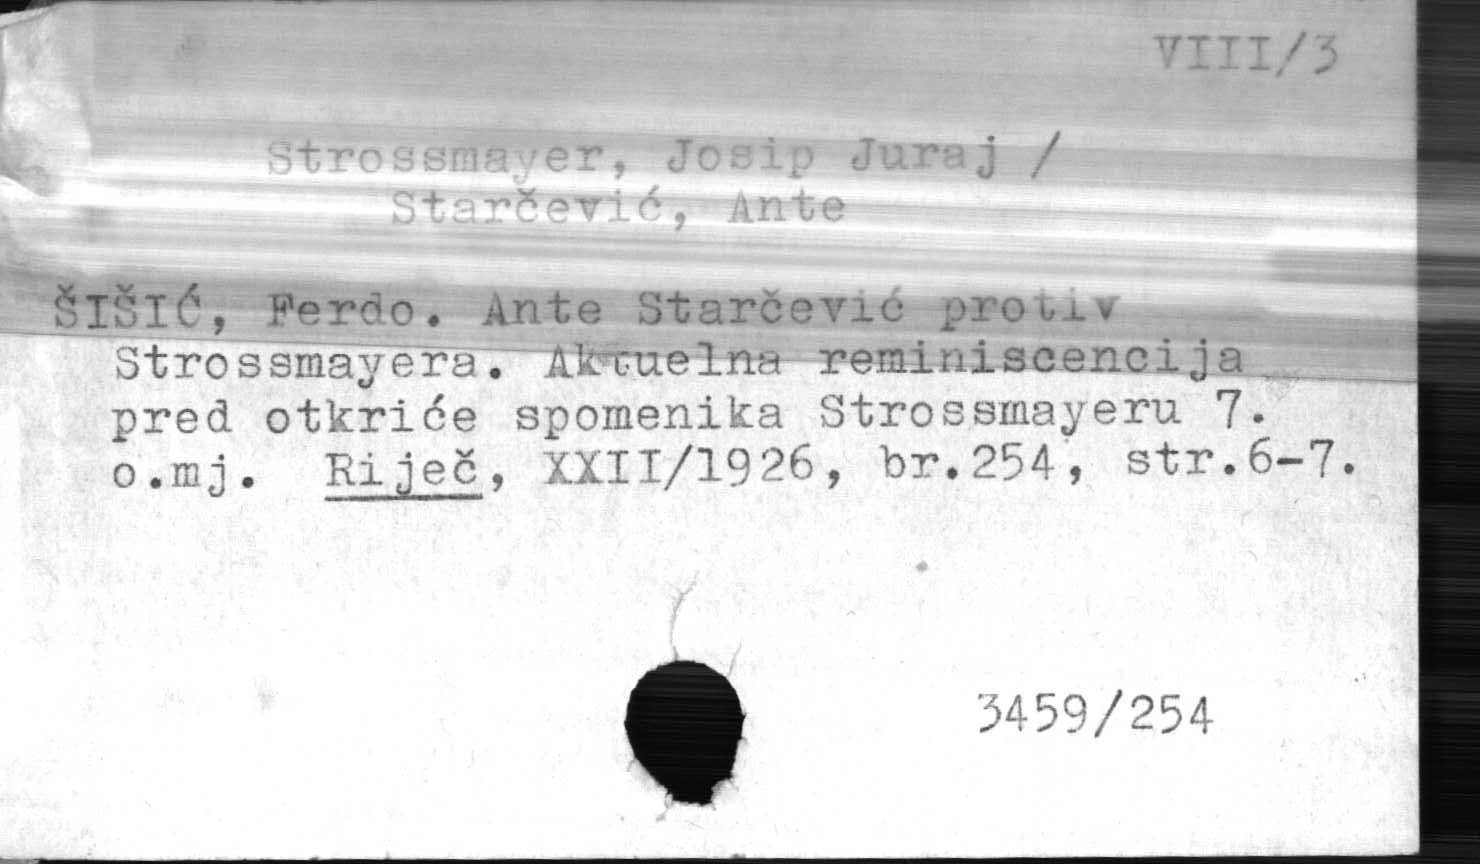 VIII/3
Strossmayer, Josip Juraj /
Starčević, Ante
ŠIŠIĆ, Ferdo. Ante Starčević protiv
Strossmayera. Aktuelna reminiscencija
pred otkriće spomenika Strossmayeru 7.
o.mj. Riječ, XXII/1926, br.254, str.6-7.
3459/254